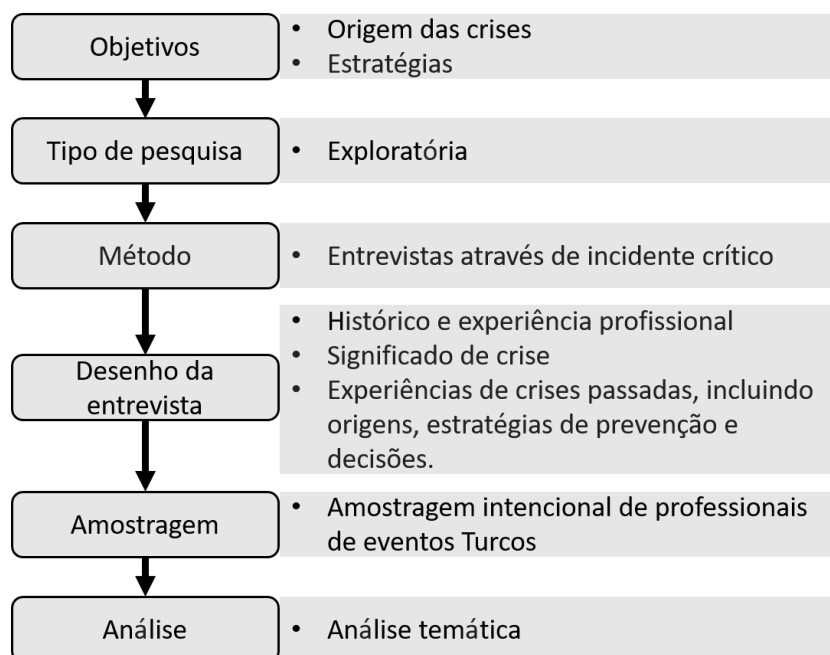 Objetivos
• Origem das crises
• Estratégias
Tipo de pesquisa
• Exploratória
Método
• Entrevistas através de incidente crítico
Desenho da
entrevista
• Histórico e experiência profissional
• Significado de crise
• Experiências de crises passadas, incluindo
origens, estratégias de prevenção e
decisões.
Amostragem
• Amostragem intencional de professionais
de eventos Turcos
Análise
• Análise temática